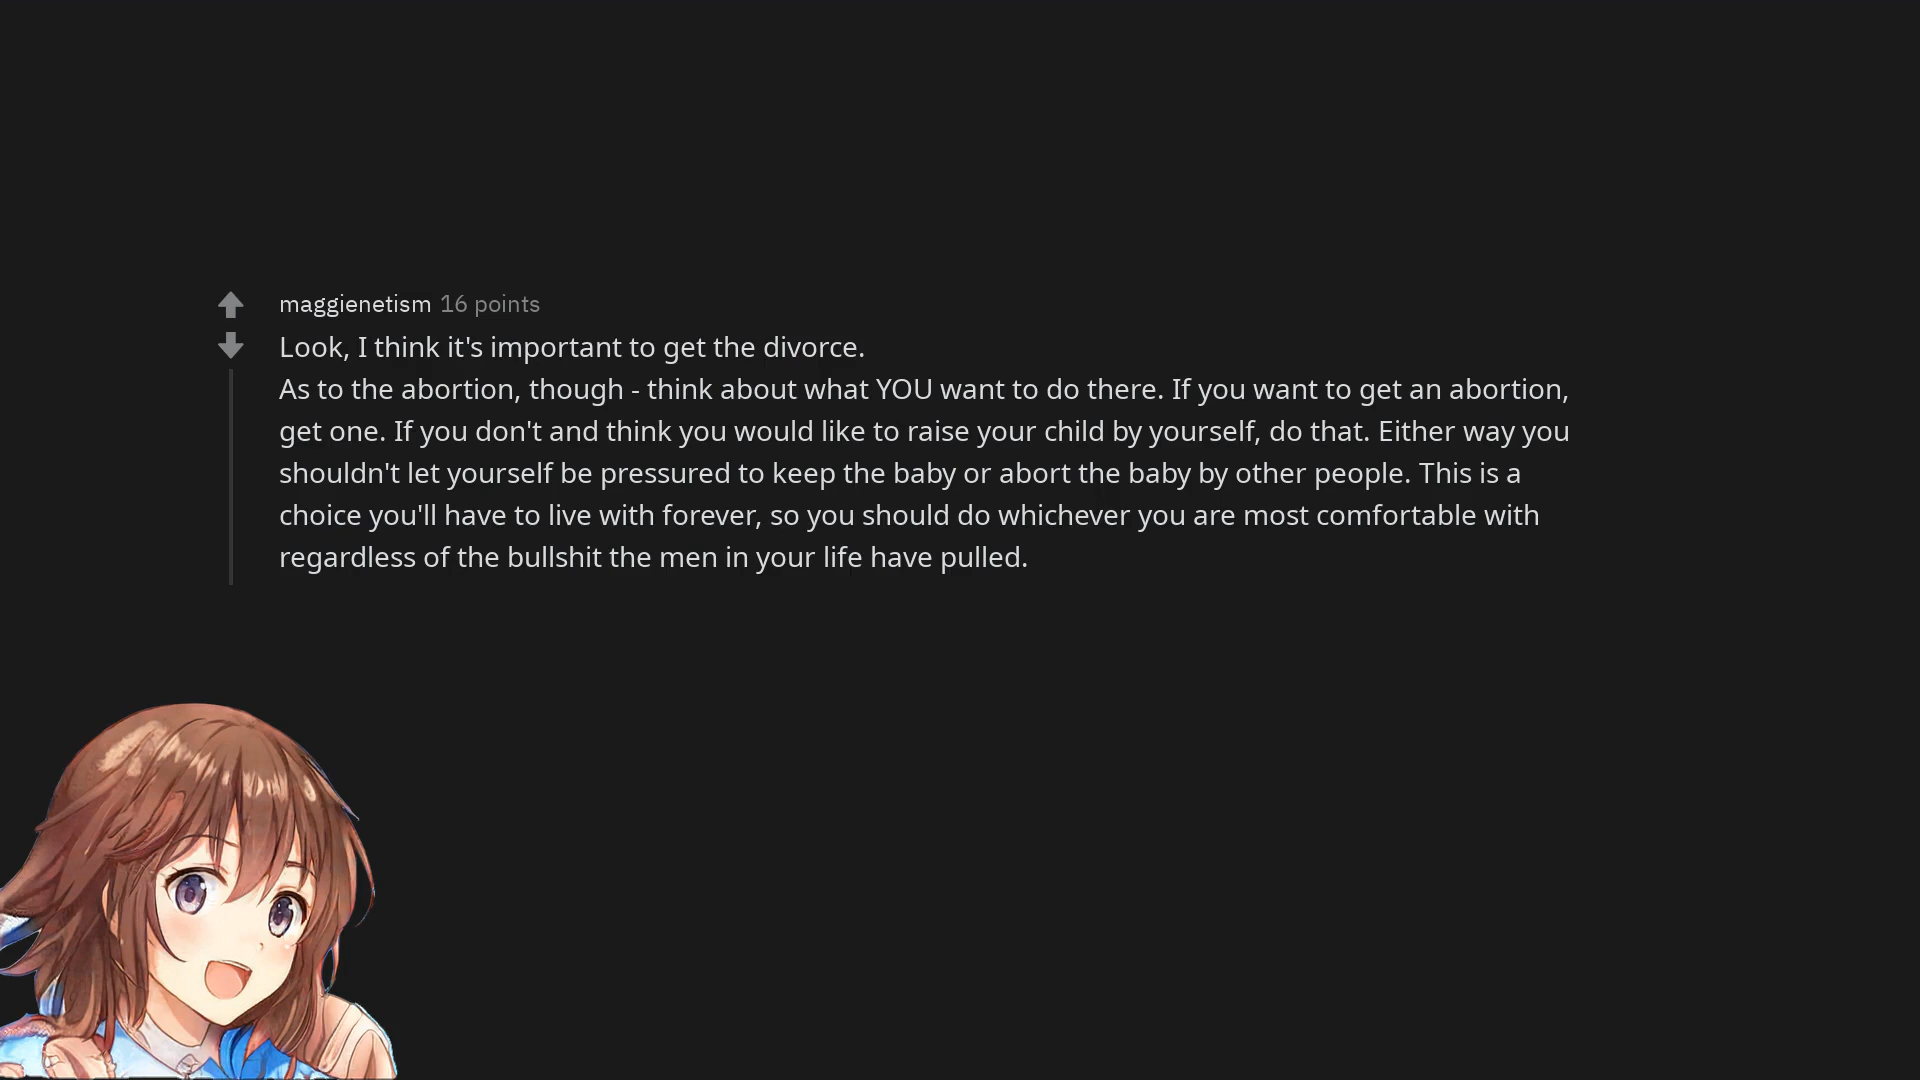 maggienetism 16 points
Look, I think it's important to get the divorce.
As to the abortion, though - think about what YOU want to do there. If you want to get an abortion,
get one. If you don't and think you would like to raise your child by yourself, do that. Either way you
shouldn't let yourself be pressured to keep the baby or abort the baby by other people. This is a
choice you'll have to live with forever, so you should do whichever you are most comfortable with
regardless of the bullshit the men in your life have pulled.